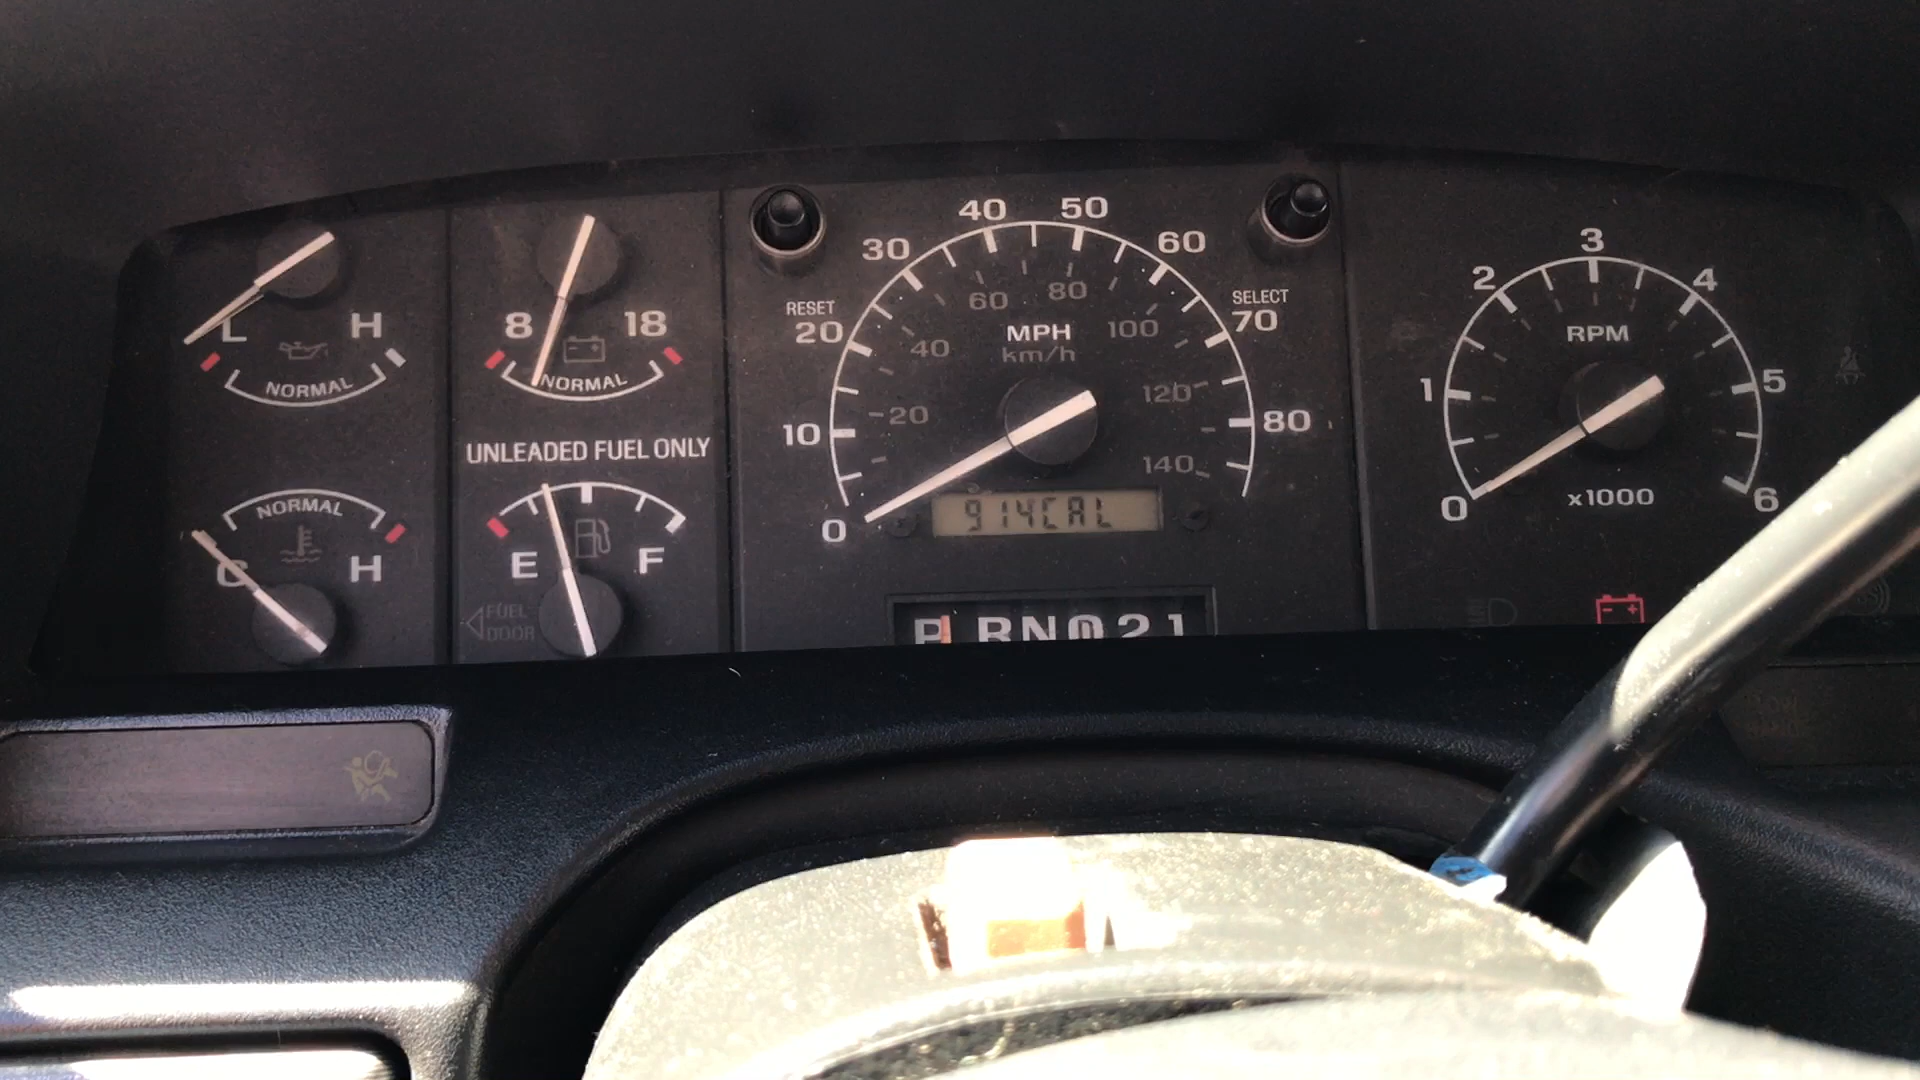 L H
NORMAL
8 18
NORMAL
UNLEADED FUEL ONLY
NORMAL
C H
E F
FUEL
DOOR
RESET
SELECT
0 10 20 30 40 50 60 70 80
20 40 60 80 100 120 140
MPH
km/h
914CAL
P RN D 2 1
0 1 2 3 4 5 6
RPM
x1000